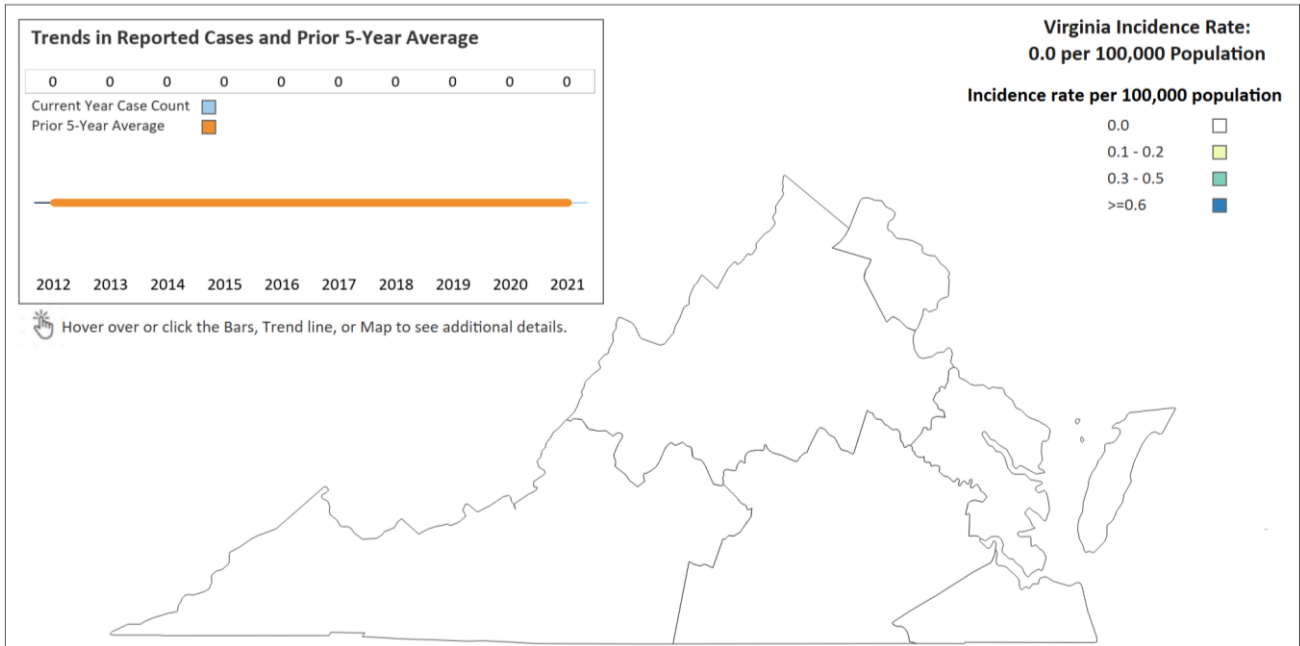 Trends in Reported Cases and Prior 5-Year Average
0 0 0 0 0 0 0 0 0 0
Current Year Case Count
Prior 5-Year Average
2012 2013 2014 2015 2016 2017 2018 2019 2020 2021
Hover over or click the Bars, Trend line, or Map to see additional details.
Virginia Incidence Rate:
0.0 per 100,000 Population
Incidence rate per 100,000 population
0.0
0.1 - 0.2
0.3 - 0.5
>=0.6